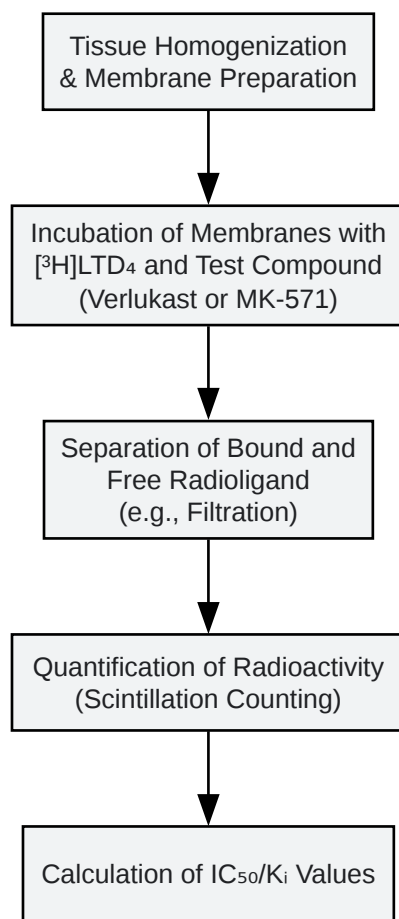 Tissue Homogenization
& Membrane Preparation
Incubation of Membranes with
[³H]LTD₄ and Test Compound
(Verlukast or MK-571)
Separation of Bound and
Free Radioligand
(e.g., Filtration)
Quantification of Radioactivity
(Scintillation Counting)
Calculation of IC₅₀/Kᵢ Values